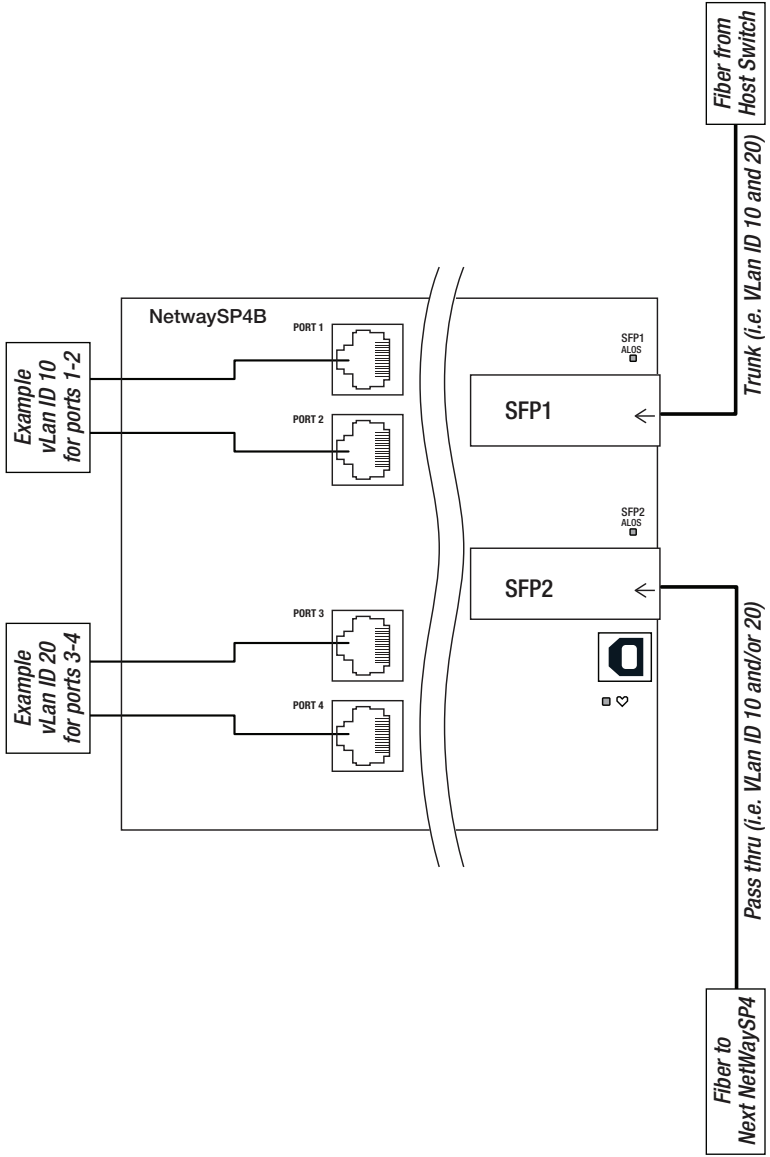 Example
vLan ID 10
for ports 1-2
Example
vLan ID 20
for ports 3-4
NetwaySP4B
PORT 1
PORT 2
PORT 3
PORT 4
SFP1
ALOS
SFP1
SFP2
ALOS
SFP2
Fiber from
Host Switch
Trunk (i.e. VLan ID 10 and 20)
Pass thru (i.e. VLan ID 10 and/or 20)
Fiber to
Next NetWaySP4